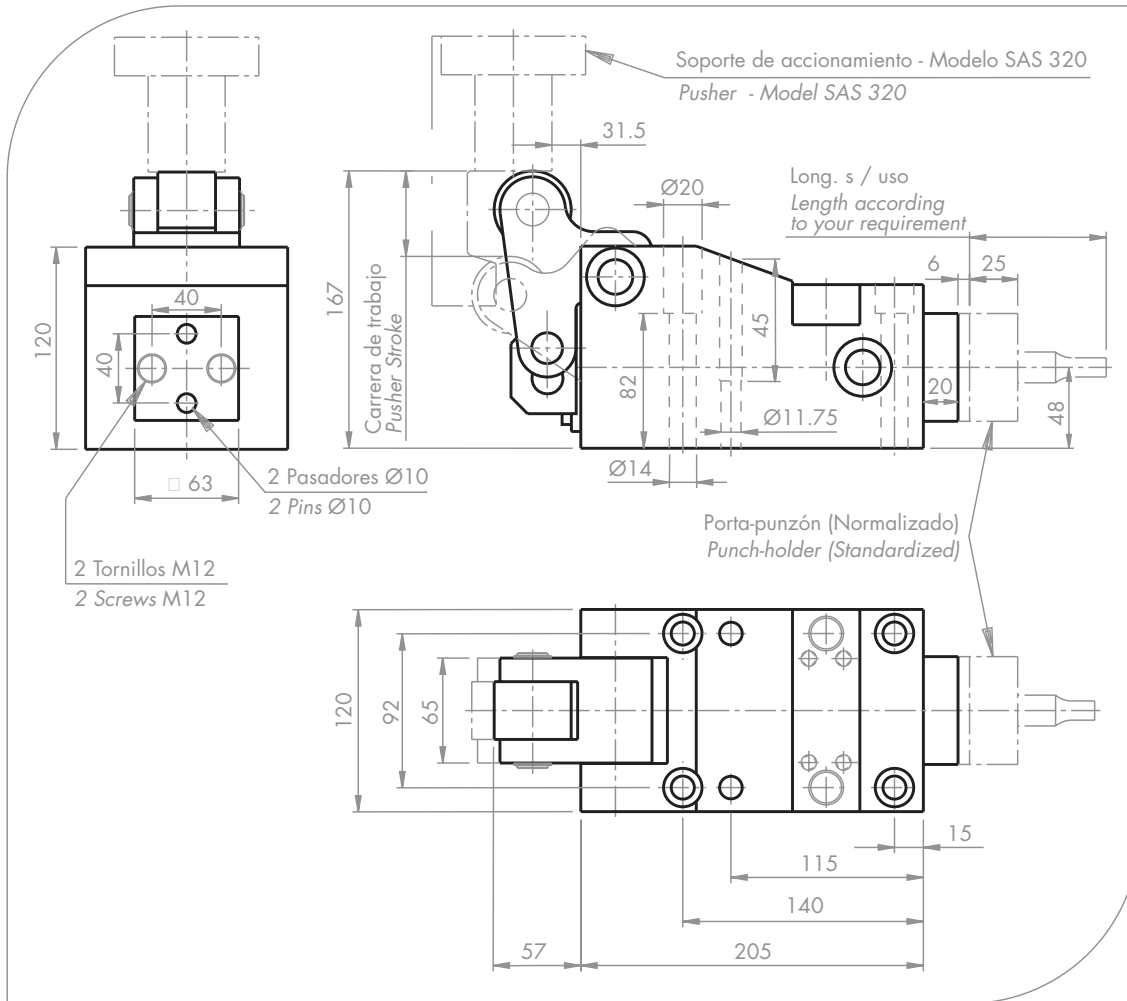 Soporte de accionamiento - Modelo SAS 320
Pusher - Model SAS 320
31.5
Ø20
Long. s / uso
Length according
to your requirement
6
25
40
167
Carrera de trabajo
Pusher Stroke
120
40
45
82
20
48
Ø11.75
Ø14
□ 63
2 Pasadores Ø10
2 Pins Ø10
Porta-punzón (Normalizado)
Punch-holder (Standardized)
2 Tornillos M12
2 Screws M12
120
92
65
15
115
140
57
205